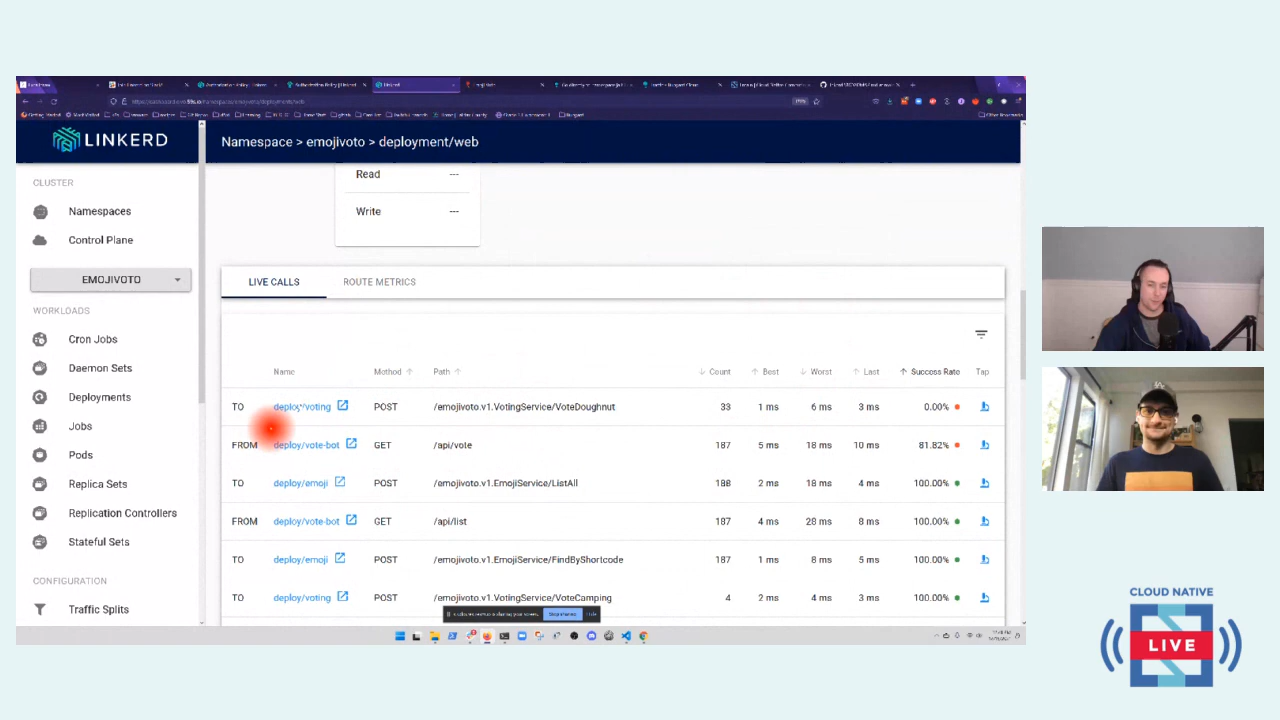 LINKERD
Namespace > emojivoto > deployment/web
CLUSTER
Namespaces
Control Plane
EMOJIVOTO
WORKLOADS
Cron Jobs
Daemon Sets
Deployments
Jobs
Pods
Replica Sets
Replication Controllers
Stateful Sets
CONFIGURATION
Traffic Splits
Read ---
Write ---
LIVE CALLS ROUTE METRICS
Name Method Path Count Best Worst Last Success Rate Tap
TO deploy/voting POST /emojivoto.v1.VotingService/VoteDoughnut 33 1 ms 6 ms 3 ms 0.00%
FROM deploy/vote-bot GET /api/vote 187 5 ms 18 ms 10 ms 81.82%
TO deploy/emoji POST /emojivoto.v1.EmojiService/ListAll 188 2 ms 18 ms 4 ms 100.00%
FROM deploy/vote-bot GET /api/list 187 4 ms 28 ms 8 ms 100.00%
TO deploy/emoji POST /emojivoto.v1.EmojiService/FindByShortcode 187 1 ms 8 ms 5 ms 100.00%
TO deploy/voting POST /emojivoto.v1.VotingService/VoteCamping 4 2 ms 4 ms 3 ms 100.00%
Hide
CLOUD NATIVE
LIVE